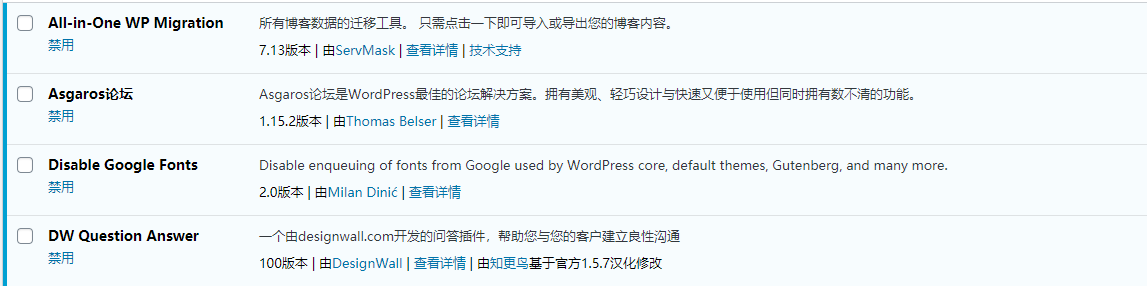 All-in-One WP Migration
所有博客数据的迁移工具。 只需点击一下即可导入或导出您的博客内容。
禁用
7.13版本 | 由ServMask | 查看详情 | 技术支持
Asgaros论坛
Asgaros论坛是WordPress最佳的论坛解决方案。拥有美观、轻巧设计与快速又便于使用但同时拥有数不清的功能。
禁用
1.15.2版本 | 由Thomas Belser | 查看详情
Disable Google Fonts
Disable enqueuing of fonts from Google used by WordPress core, default themes, Gutenberg, and many more.
禁用
2.0版本 | 由Milan Dinić | 查看详情
DW Question Answer
一个由designwall.com开发的问答插件，帮助您与您的客户建立良性沟通
禁用
100版本 | 由DesignWall | 查看详情 | 由知更鸟基于官方1.5.7汉化修改